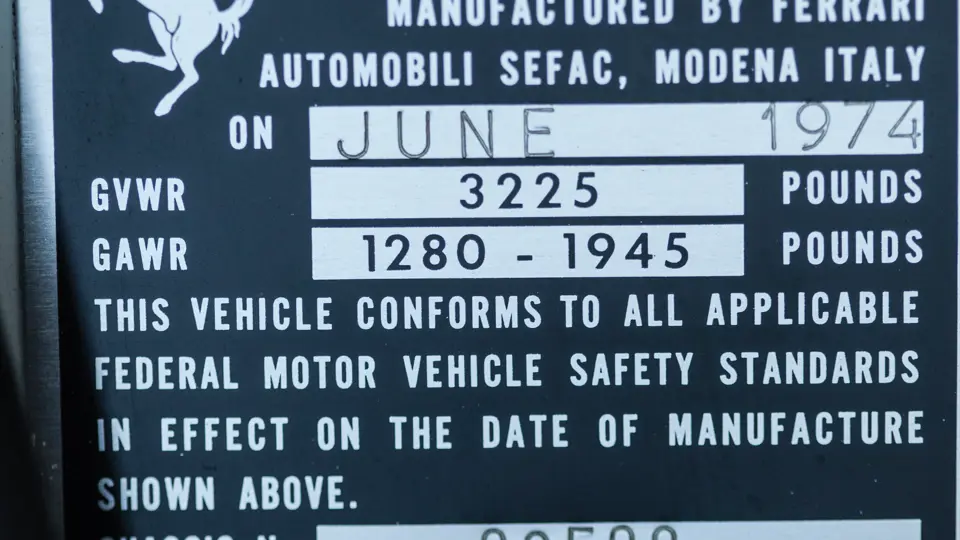 MANUFACTURED BY FERRARI
AUTOMOBILI SEFAC, MODENA ITALY
ON JUNE 1974
GVWR 3225 POUNDS
GAWR 1280 - 1945 POUNDS
THIS VEHICLE CONFORMS TO ALL APPLICABLE
FEDERAL MOTOR VEHICLE SAFETY STANDARDS
IN EFFECT ON THE DATE OF MANUFACTURE
SHOWN ABOVE.